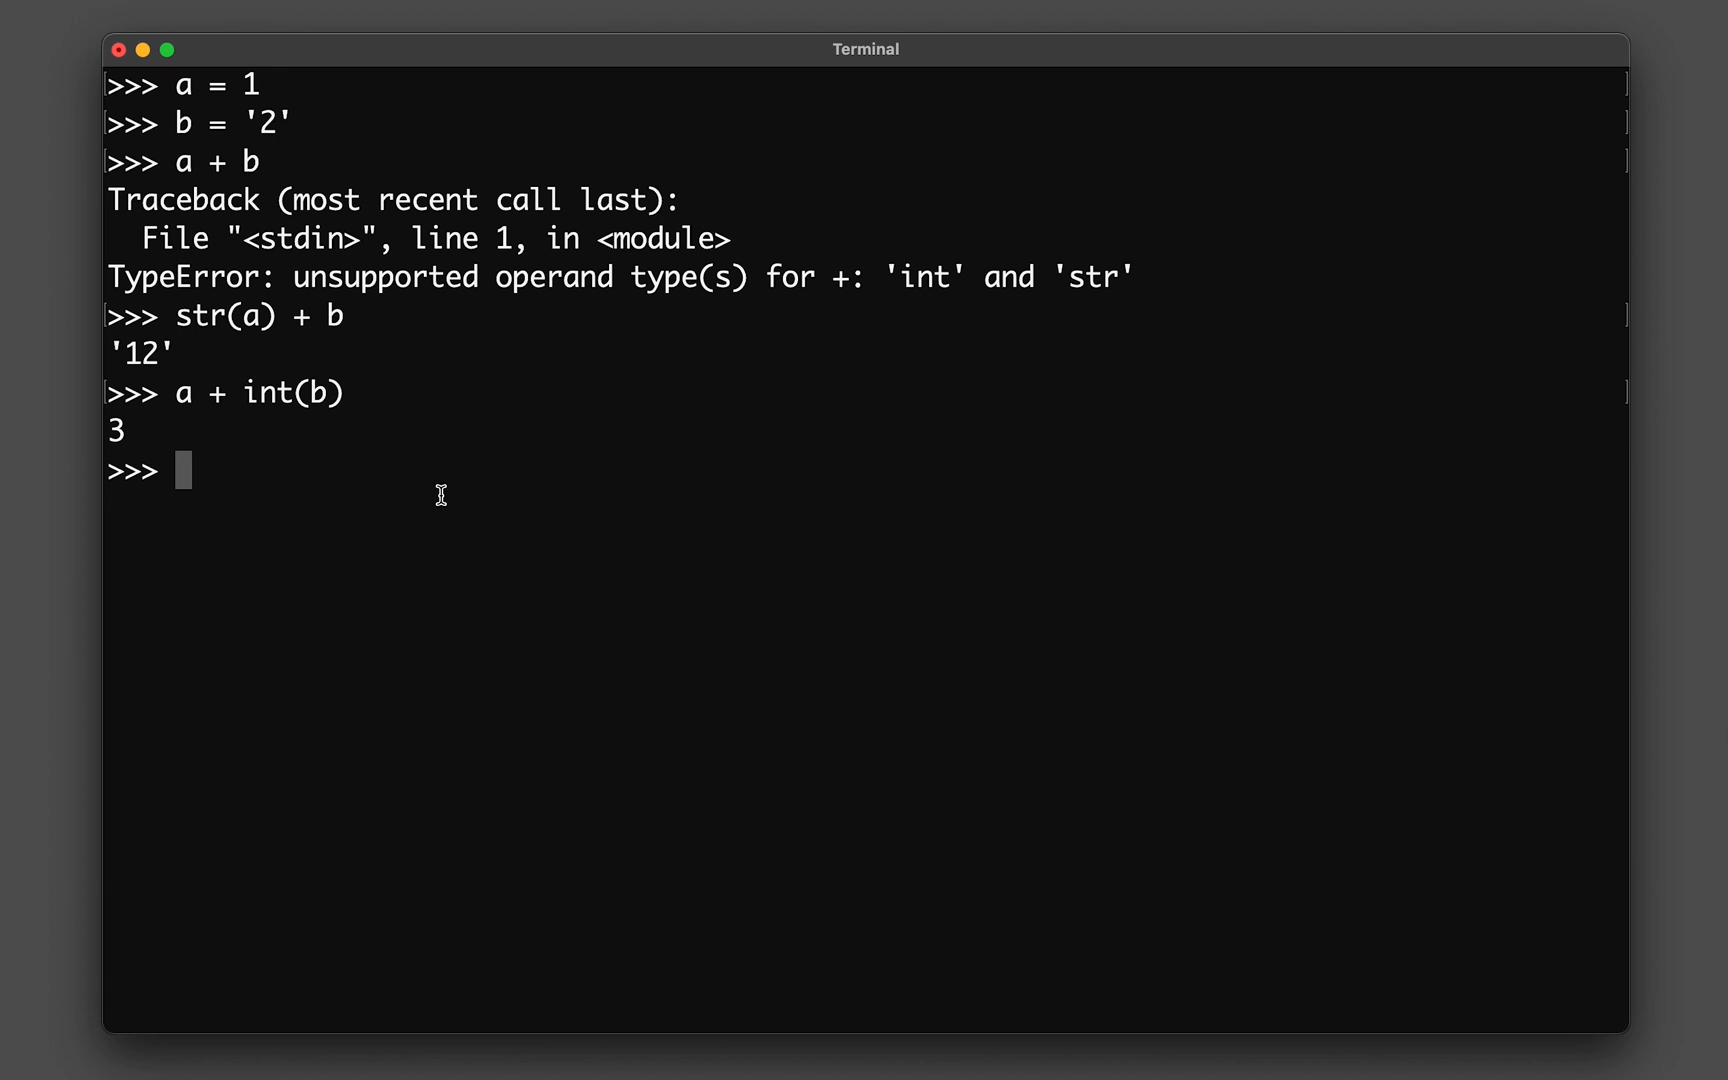 Terminal
>>> a = 1
>>> b = '2'
>>> a + b
Traceback (most recent call last):
  File "<stdin>", line 1, in <module>
TypeError: unsupported operand type(s) for +: 'int' and 'str'
>>> str(a) + b
'12'
>>> a + int(b)
3
>>>